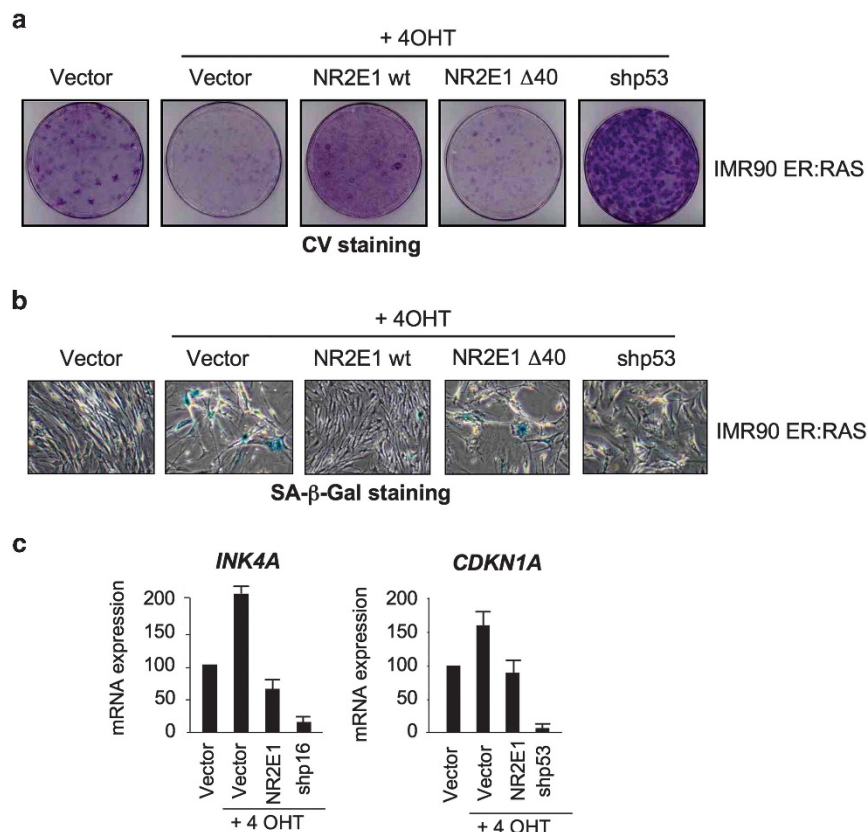 a
+ 4OHT
Vector Vector NR2E1 wt NR2E1 Δ40 shp53
IMR90 ER:RAS
CV staining
b
+ 4OHT
Vector Vector NR2E1 wt NR2E1 Δ40 shp53
IMR90 ER:RAS
SA-β-Gal staining
c
INK4A
mRNA expression
200
150
100
50
0
Vector
Vector
NR2E1
shp16
+ 4 OHT
CDKN1A
mRNA expression
200
150
100
50
0
Vector
Vector
NR2E1
shp53
+ 4 OHT